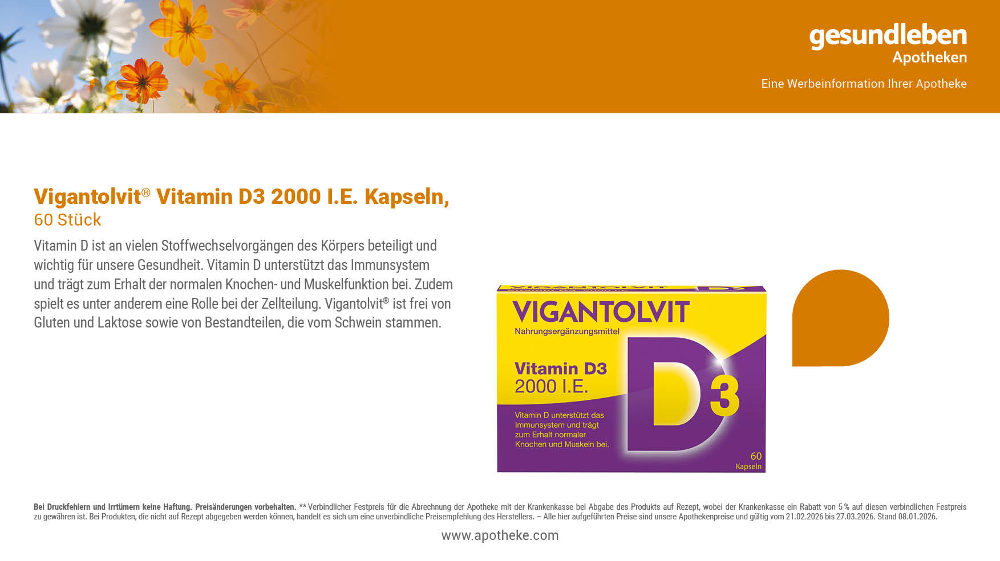 gesundleben
Apotheken
Eine Werbeinformation Ihrer Apotheke
Vigantolvit® Vitamin D3 2000 I.E. Kapseln,
60 Stück
Vitamin D ist an vielen Stoffwechselvorgängen des Körpers beteiligt und
wichtig für unsere Gesundheit. Vitamin D unterstützt das Immunsystem
und trägt zum Erhalt der normalen Knochen- und Muskelfunktion bei. Zudem
spielt es unter anderem eine Rolle bei der Zellteilung. Vigantolvit® ist frei von
Gluten und Laktose sowie von Bestandteilen, die vom Schwein stammen.
VIGANTOLVIT
Nahrungsergänzungsmittel
Vitamin D3
2000 I.E.
D3
Vitamin D unterstützt das
Immunsystem und trägt
zum Erhalt normaler
Knochen und Muskeln bei.
60
Kapseln
Bei Druckfehlern und Irrtümern keine Haftung. Preisänderungen vorbehalten. ** Verbindlicher Festpreis für die Abrechnung der Apotheke mit der Krankenkasse bei Abgabe des Produkts auf Rezept, wobei der Krankenkasse ein Rabatt von 5 % auf diesen verbindlichen Festpreis
zu gewähren ist. Bei Produkten, die nicht auf Rezept abgegeben werden können, handelt es sich um eine unverbindliche Preisempfehlung des Herstellers. – Alle hier aufgeführten Preise sind unsere Apothekenpreise und gültig vom 21.02.2026 bis 27.03.2026. Stand 08.01.2026.
www.apotheke.com